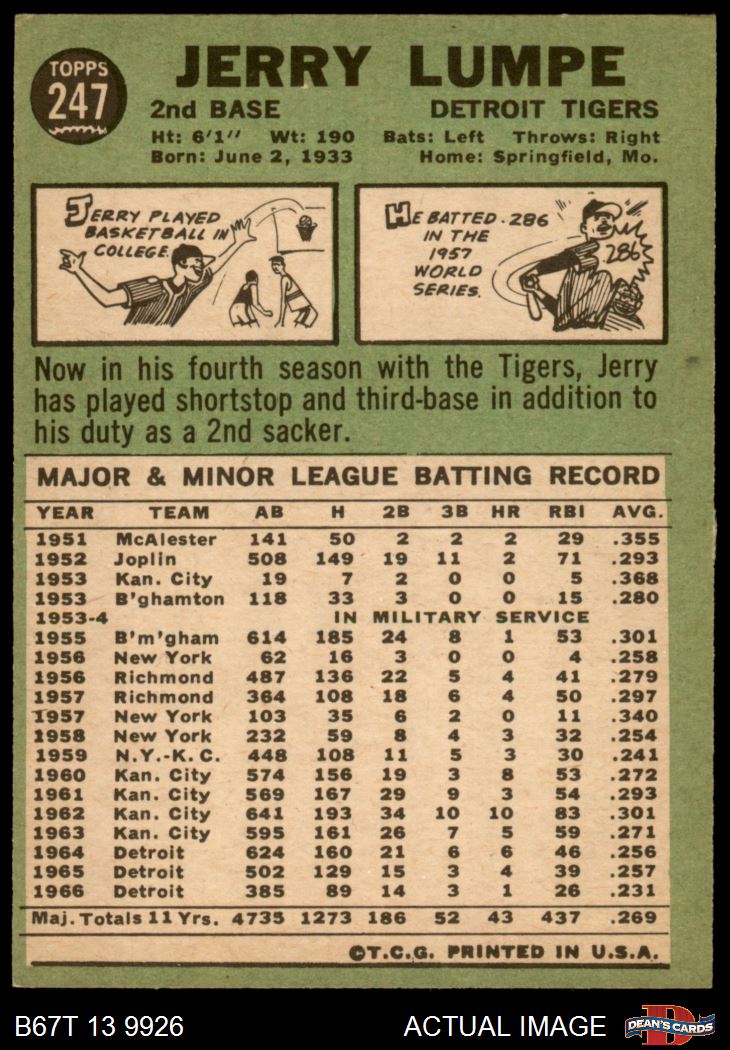 TOPPS
247
JERRY LUMPE
2nd BASE DETROIT TIGERS
Ht: 6'1" Wt: 190 Bats: Left Throws: Right
Born: June 2, 1933 Home: Springfield, Mo.
JERRY PLAYED
BASKETBALL IN
COLLEGE.
HE BATTED .286
IN THE
1957
WORLD
SERIES.
.286
Now in his fourth season with the Tigers, Jerry
has played shortstop and third-base in addition to
his duty as a 2nd sacker.
MAJOR & MINOR LEAGUE BATTING RECORD
YEAR TEAM AB H 2B 3B HR RBI AVG.
1951 McAlester 141 50 2 2 2 29 .355
1952 Joplin 508 149 19 11 2 71 .293
1953 Kan. City 19 7 2 0 0 5 .368
1953 B'ghamton 118 33 3 0 0 15 .280
1953-4 IN MILITARY SERVICE
1955 B'm'gham 614 185 24 8 1 53 .301
1956 New York 62 16 3 0 0 4 .258
1956 Richmond 487 136 22 5 4 41 .279
1957 Richmond 364 108 18 6 4 50 .297
1957 New York 103 35 6 2 0 11 .340
1958 New York 232 59 8 4 3 32 .254
1959 N.Y.-K.C. 448 108 11 5 3 30 .241
1960 Kan. City 574 156 19 3 8 53 .272
1961 Kan. City 569 167 29 9 3 54 .293
1962 Kan. City 641 193 34 10 10 83 .301
1963 Kan. City 595 161 26 7 5 59 .271
1964 Detroit 624 160 21 6 6 46 .256
1965 Detroit 502 129 15 3 4 39 .257
1966 Detroit 385 89 14 3 1 26 .231
Maj. Totals 11 Yrs. 4735 1273 186 52 43 437 .269
©T.C.G. PRINTED IN U.S.A.
B67T 13 9926 ACTUAL IMAGE
D
DEAN'S CARDS